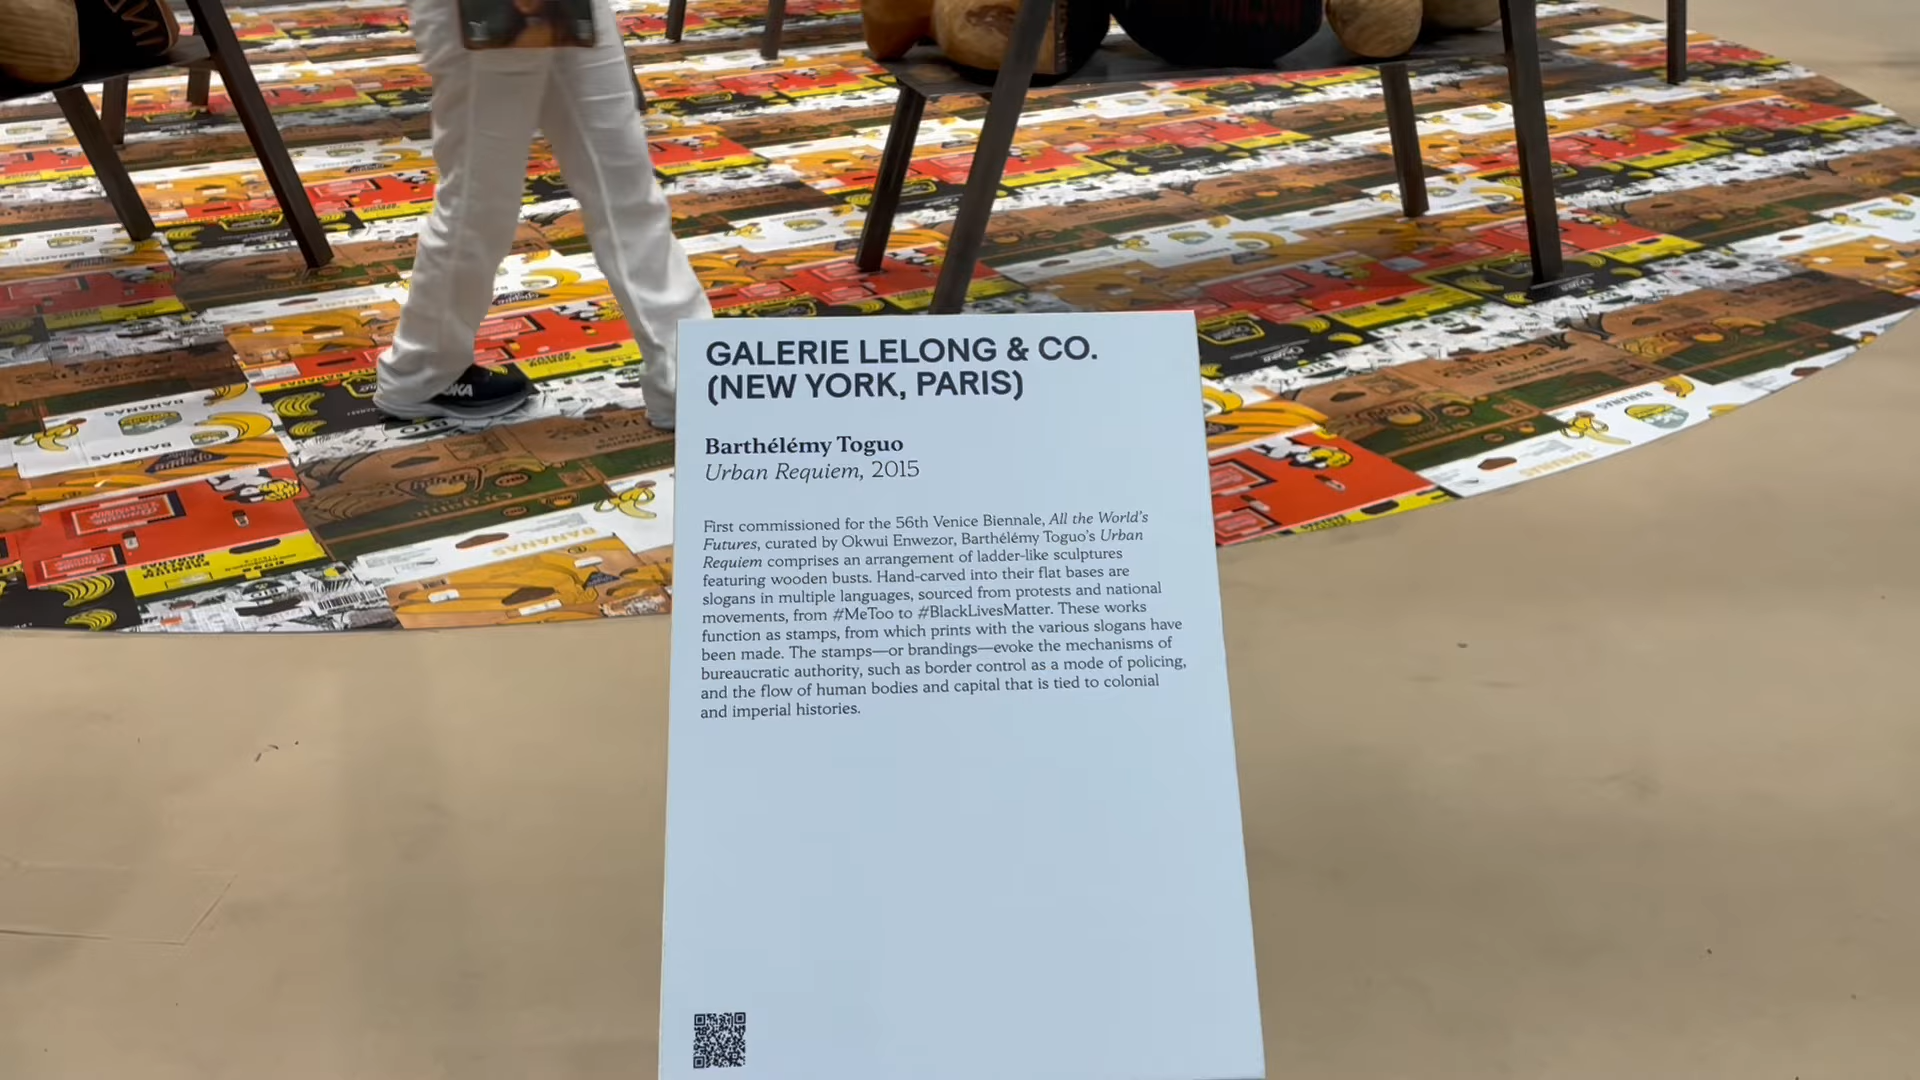 GALERIE LELONG & CO.
(NEW YORK, PARIS)
Barthélémy Toguo
Urban Requiem, 2015
First commissioned for the 56th Venice Biennale, All the World's
Futures, curated by Okwui Enwezor, Barthélémy Toguo's Urban
Requiem comprises an arrangement of ladder-like sculptures
featuring wooden busts. Hand-carved into their flat bases are
slogans in multiple languages, sourced from protests and national
movements, from #MeToo to #BlackLivesMatter. These works
function as stamps, from which prints with the various slogans have
been made. The stamps—or brandings—evoke the mechanisms of
bureaucratic authority, such as border control as a mode of policing,
and the flow of human bodies and capital that is tied to colonial
and imperial histories.
BANANAS
BANANAS
BANANAS